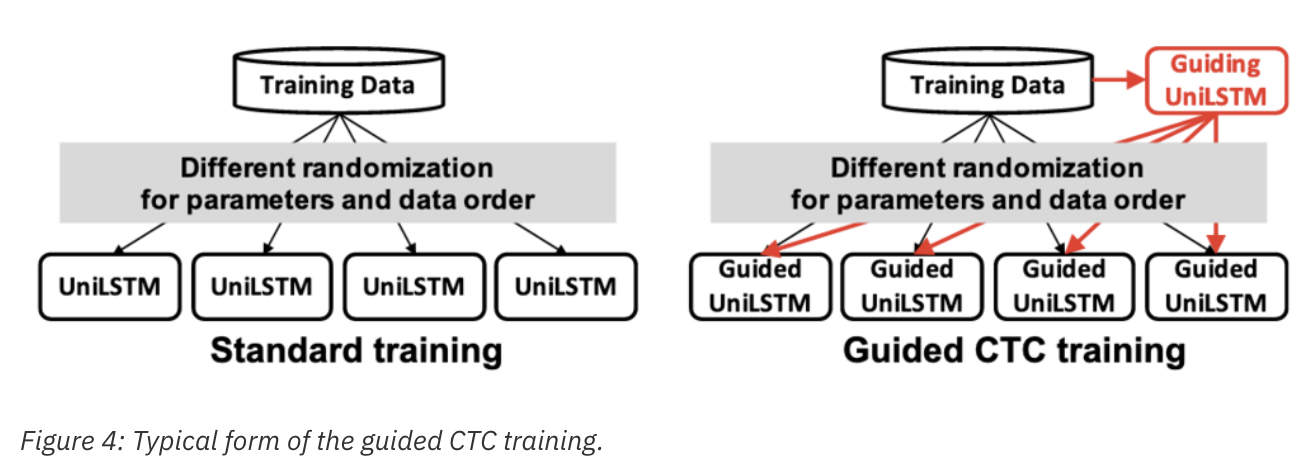 Training Data
Different randomization
for parameters and data order
UniLSTM
UniLSTM
UniLSTM
UniLSTM
Standard training
Training Data
Guiding
UniLSTM
Different randomization
for parameters and data order
Guided
UniLSTM
Guided
UniLSTM
Guided
UniLSTM
Guided
UniLSTM
Guided CTC training
Figure 4: Typical form of the guided CTC training.